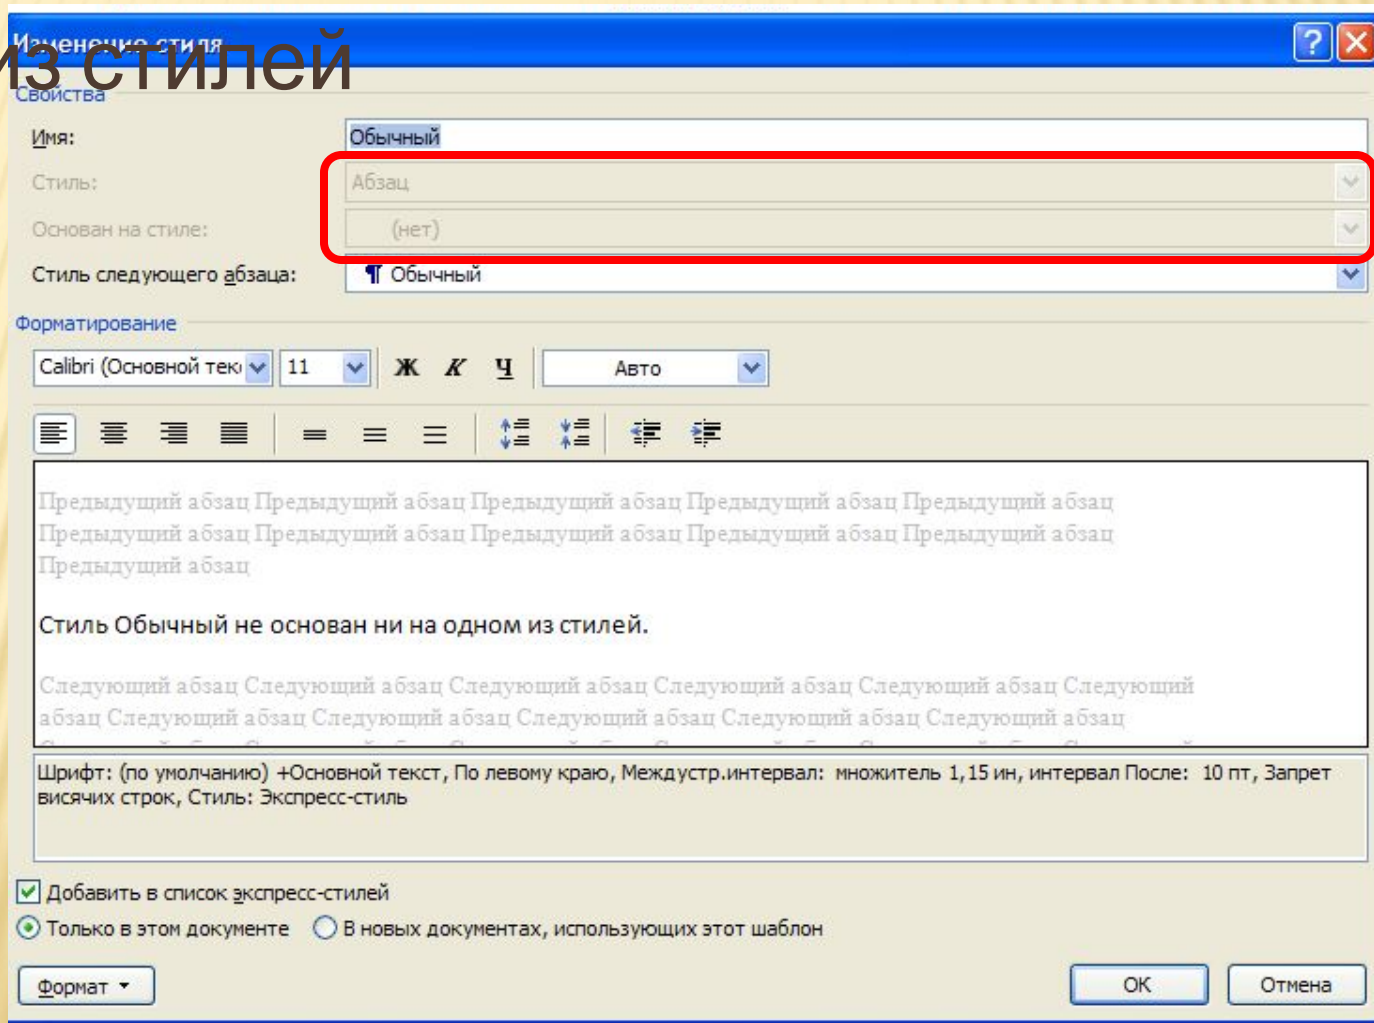 Изменение стиля
из стилей
Свойства
Имя:
Обычный
Стиль:
Абзац
Основан на стиле:
(нет)
Стиль следующего абзаца:
¶ Обычный
Форматирование
Calibri (Основной тек 11 Ж К Ч Авто
Предыдущий абзац Предыдущий абзац Предыдущий абзац Предыдущий абзац Предыдущий абзац
Предыдущий абзац Предыдущий абзац Предыдущий абзац Предыдущий абзац Предыдущий абзац
Предыдущий абзац
Стиль Обычный не основан ни на одном из стилей.
Следующий абзац Следующий абзац Следующий абзац Следующий абзац Следующий абзац Следующий
абзац Следующий абзац Следующий абзац Следующий абзац Следующий абзац Следующий абзац
Шрифт: (по умолчанию) +Основной текст, По левому краю, Междустр.интервал: множитель 1,15 ин, интервал После: 10 пт, Запрет
висячих строк, Стиль: Экспресс-стиль
Добавить в список экспресс-стилей
Только в этом документе В новых документах, использующих этот шаблон
Формат
ОК
Отмена